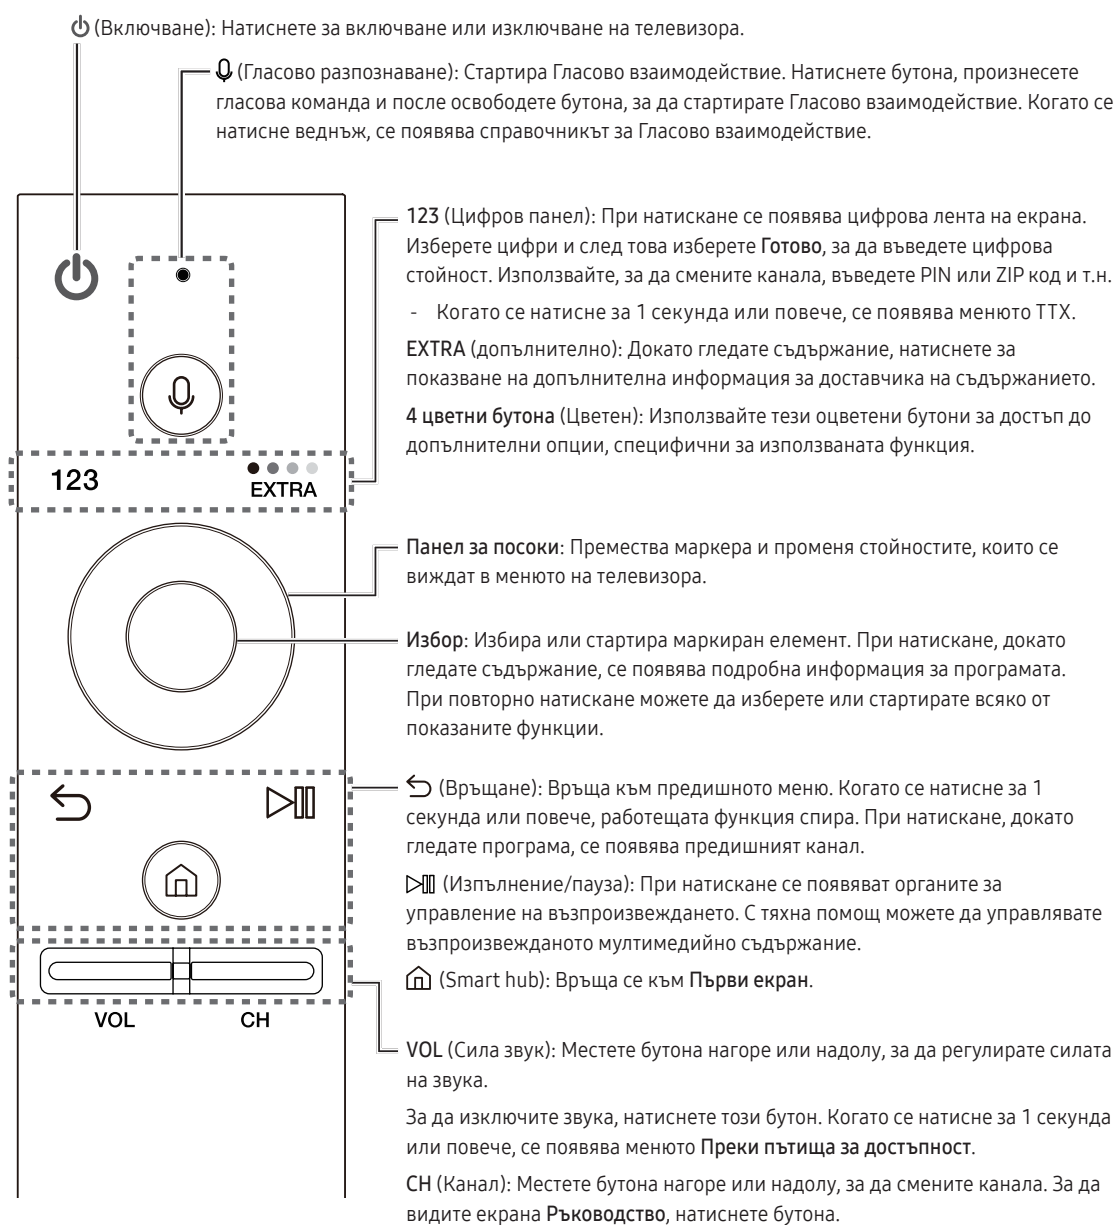 (Включване): Натиснете за включване или изключване на телевизора.
(Гласово разпознаване): Стартира Гласово взаимодействие. Натиснете бутона, произнесете
гласова команда и после освободете бутона, за да стартирате Гласово взаимодействие. Когато се
натисне веднъж, се появява справочникът за Гласово взаимодействие.
123 (Цифров панел): При натискане се появява цифрова лента на екрана.
Изберете цифри и след това изберете Готово, за да въведете цифрова
стойност. Използвайте, за да смените канала, въведете PIN или ZIP код и т.н.
- Когато се натисне за 1 секунда или повече, се появява менюто TTX.
EXTRA (допълнително): Докато гледате съдържание, натиснете за
показване на допълнителна информация за доставчика на съдържанието.
4 цветни бутона (Цветен): Използвайте тези оцветени бутони за достъп до
допълнителни опции, специфични за използваната функция.
123
EXTRA
Панел за посоки: Премества маркера и променя стойностите, които се
виждат в менюто на телевизора.
Избор: Избира или стартира маркиран елемент. При натискане, докато
гледате съдържание, се появява подробна информация за програмата.
При повторно натискане можете да изберете или стартирате всяко от
показаните функции.
(Връщане): Връща към предишното меню. Когато се натисне за 1
секунда или повече, работещата функция спира. При натискане, докато
гледате програма, се появява предишният канал.
(Изпълнение/пауза): При натискане се появяват органите за
управление на възпроизвеждането. С тяхна помощ можете да управлявате
възпроизвежданото мултимедийно съдържание.
(Smart hub): Връща се към Първи екран.
VOL
CH
VOL (Сила звук): Местете бутона нагоре или надолу, за да регулирате силата
на звука.
За да изключите звука, натиснете този бутон. Когато се натисне за 1 секунда
или повече, се появява менюто Преки пътища за достъпност.
CH (Канал): Местете бутона нагоре или надолу, за да смените канала. За да
видите екрана Ръководство, натиснете бутона.